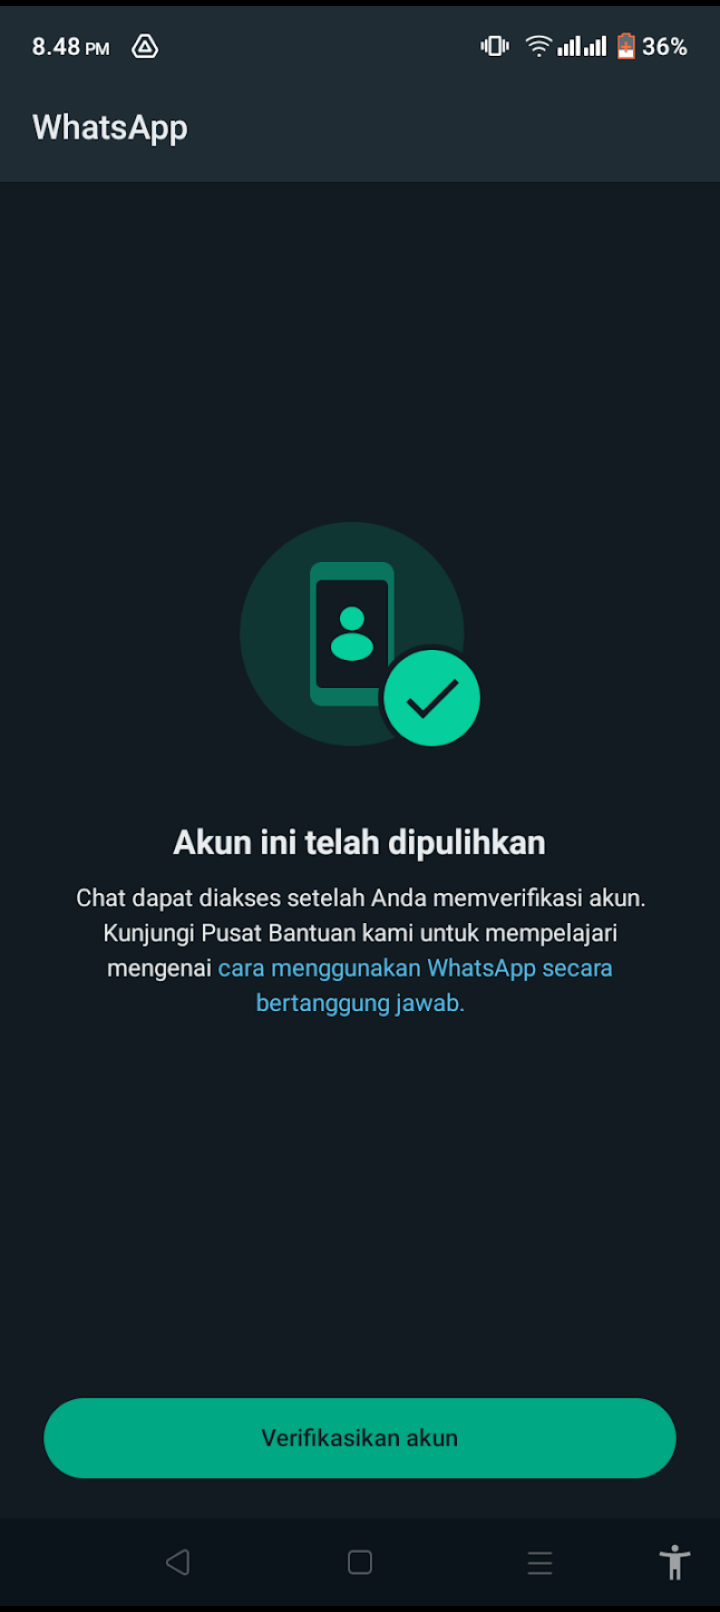 8.48 PM
36%
WhatsApp
Akun ini telah dipulihkan
Chat dapat diakses setelah Anda memverifikasi akun.
Kunjungi Pusat Bantuan kami untuk mempelajari
mengenai cara menggunakan WhatsApp secara
bertanggung jawab.
Verifikasikan akun